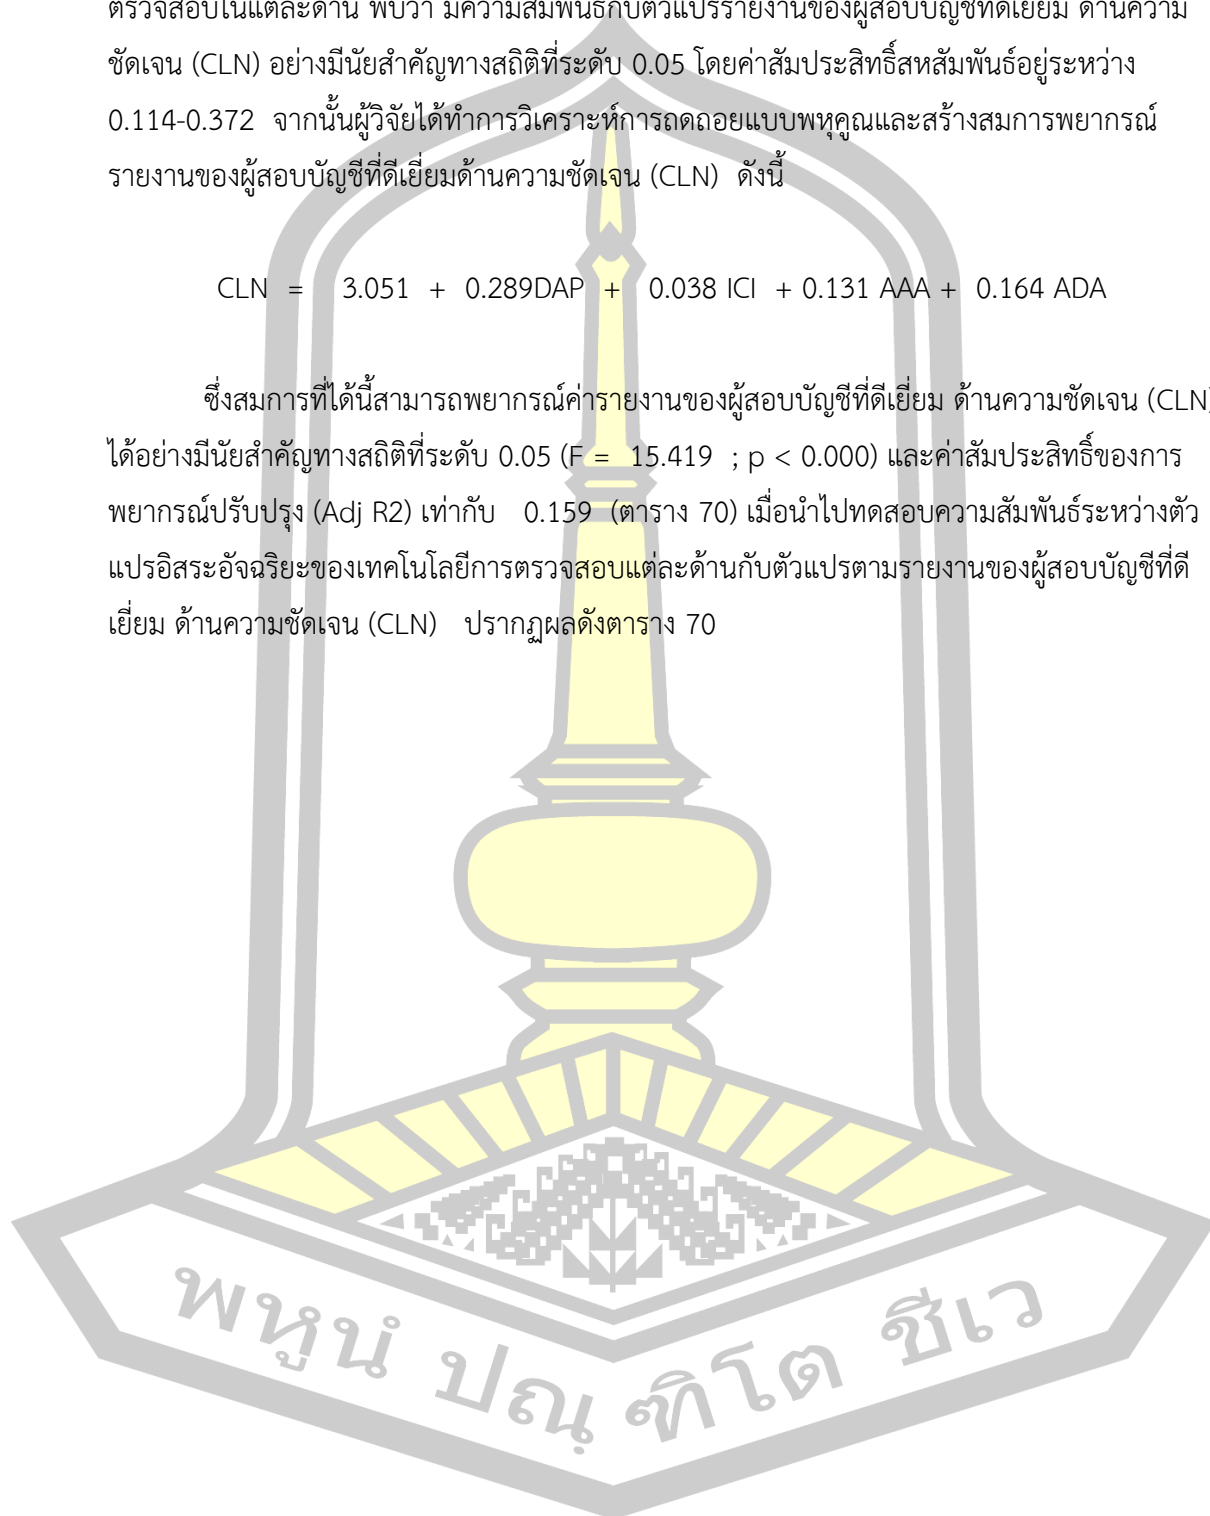 ตรวจสอบในแต่ละด้าน พบว่า มีความสัมพันธ์กับตัวแปรรายงานของผู้สอบบัญชีที่ดีเยี่ยม ด้านความ
ชัดเจน (CLN) อย่างมีนัยสำคัญทางสถิติที่ระดับ 0.05 โดยค่าสัมประสิทธิ์สหสัมพันธ์อยู่ระหว่าง
0.114-0.372 จากนั้นผู้วิจัยได้ทำการวิเคราะห์การถดถอยแบบพหุคูณและสร้างสมการพยากรณ์
รายงานของผู้สอบบัญชีที่ดีเยี่ยมด้านความชัดเจน (CLN) ดังนี้
CLN = 3.051 + 0.289DAP + 0.038 ICI + 0.131 AAA + 0.164 ADA
ซึ่งสมการที่ได้นี้สามารถพยากรณ์ค่ารายงานของผู้สอบบัญชีที่ดีเยี่ยม ด้านความชัดเจน (CLN)
ได้อย่างมีนัยสำคัญทางสถิติที่ระดับ 0.05 (F = 15.419 ; p < 0.000) และค่าสัมประสิทธิ์ของการ
พยากรณ์ปรับปรุง (Adj R2) เท่ากับ 0.159 (ตาราง 70) เมื่อนำไปทดสอบความสัมพันธ์ระหว่างตัว
แปรอิสระอัจฉริยะของเทคโนโลยีการตรวจสอบแต่ละด้านกับตัวแปรตามรายงานของผู้สอบบัญชีที่ดี
เยี่ยม ด้านความชัดเจน (CLN) ปรากฏผลดังตาราง 70
พหูนํ ปณฺฑิโต ชีเว